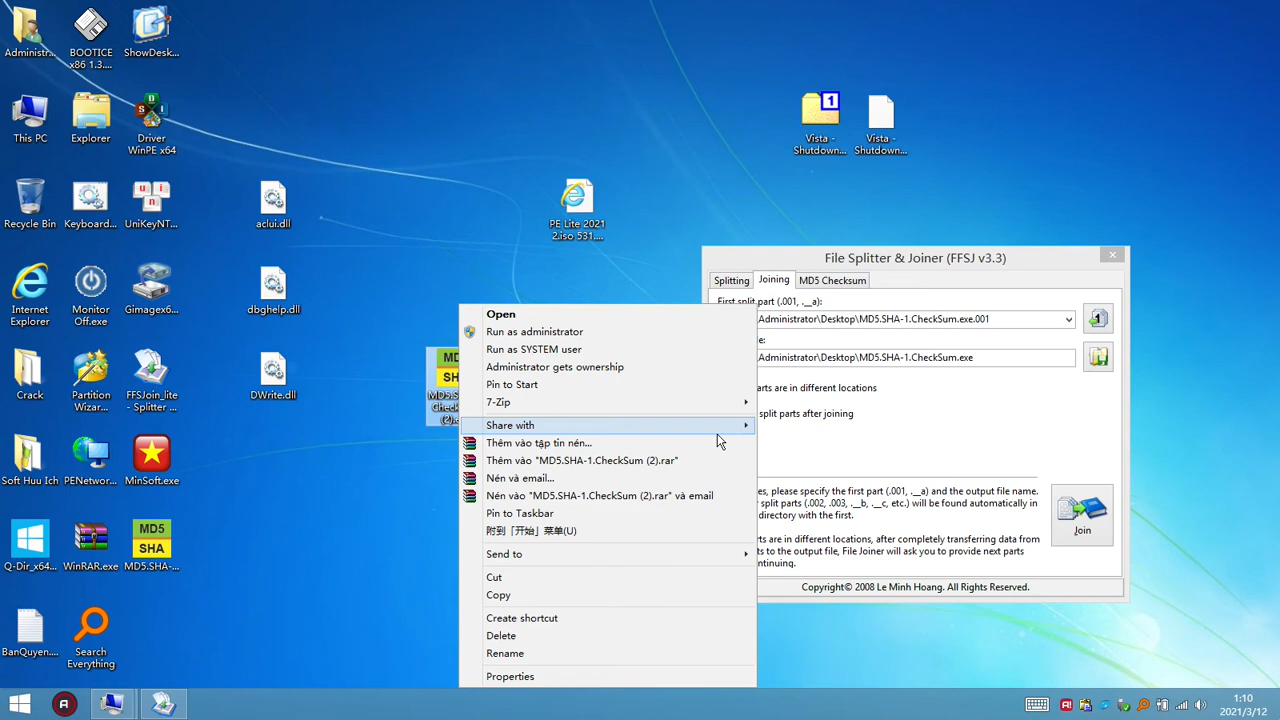 Administr...
BOOTICE
x86 1.3....
ShowDesk...
This PC
Explorer
Driver
WinPE x64
Recycle Bin
Keyboard...
UniKeyNT...
Internet
Explorer
Monitor
Off.exe
Gimagex6...
Crack
Partition
Wizar...
FFSJoin_lite
- Splitter ...
Soft Huu Ich
PENetwor...
MinSoft.exe
Q-Dir_x64...
WinRAR.exe
MD5
SHA
MD5.SHA-...
BanQuyen....
Search
Everything
aclui.dll
dbghelp.dll
DWrite.dll
PE Lite 2021
2.iso 531....
1
Vista -
Shutdown...
Vista -
Shutdown...
File Splitter & Joiner (FFSJ v3.3)
Splitting
Joining
MD5 Checksum
First split part (.001, .__a):
Administrator\Desktop\MD5.SHA-1.CheckSum.exe.001
Administrator\Desktop\MD5.SHA-1.CheckSum.exe
arts are in different locations
split parts after joining
es, please specify the first part (.001, .__a) and the output file name.
r split parts (.002, .003, .__b, .__c, etc.) will be found automatically in
directory with the first.
arts are in different locations, after completely transferring data from
ts to the output file, File Joiner will ask you to provide next parts
Join
Copyright© 2008 Le Minh Hoang. All Rights Reserved.
Open
Run as administrator
Run as SYSTEM user
Administrator gets ownership
Pin to Start
7-Zip
Share with
Thêm vào tập tin nén...
Thêm vào "MD5.SHA-1.CheckSum (2).rar"
Nén và email...
Nén vào "MD5.SHA-1.CheckSum (2).rar" và email
Pin to Taskbar
附到「开始」菜单(U)
Send to
Cut
Copy
Create shortcut
Delete
Rename
Properties
1:10
2021/3/12